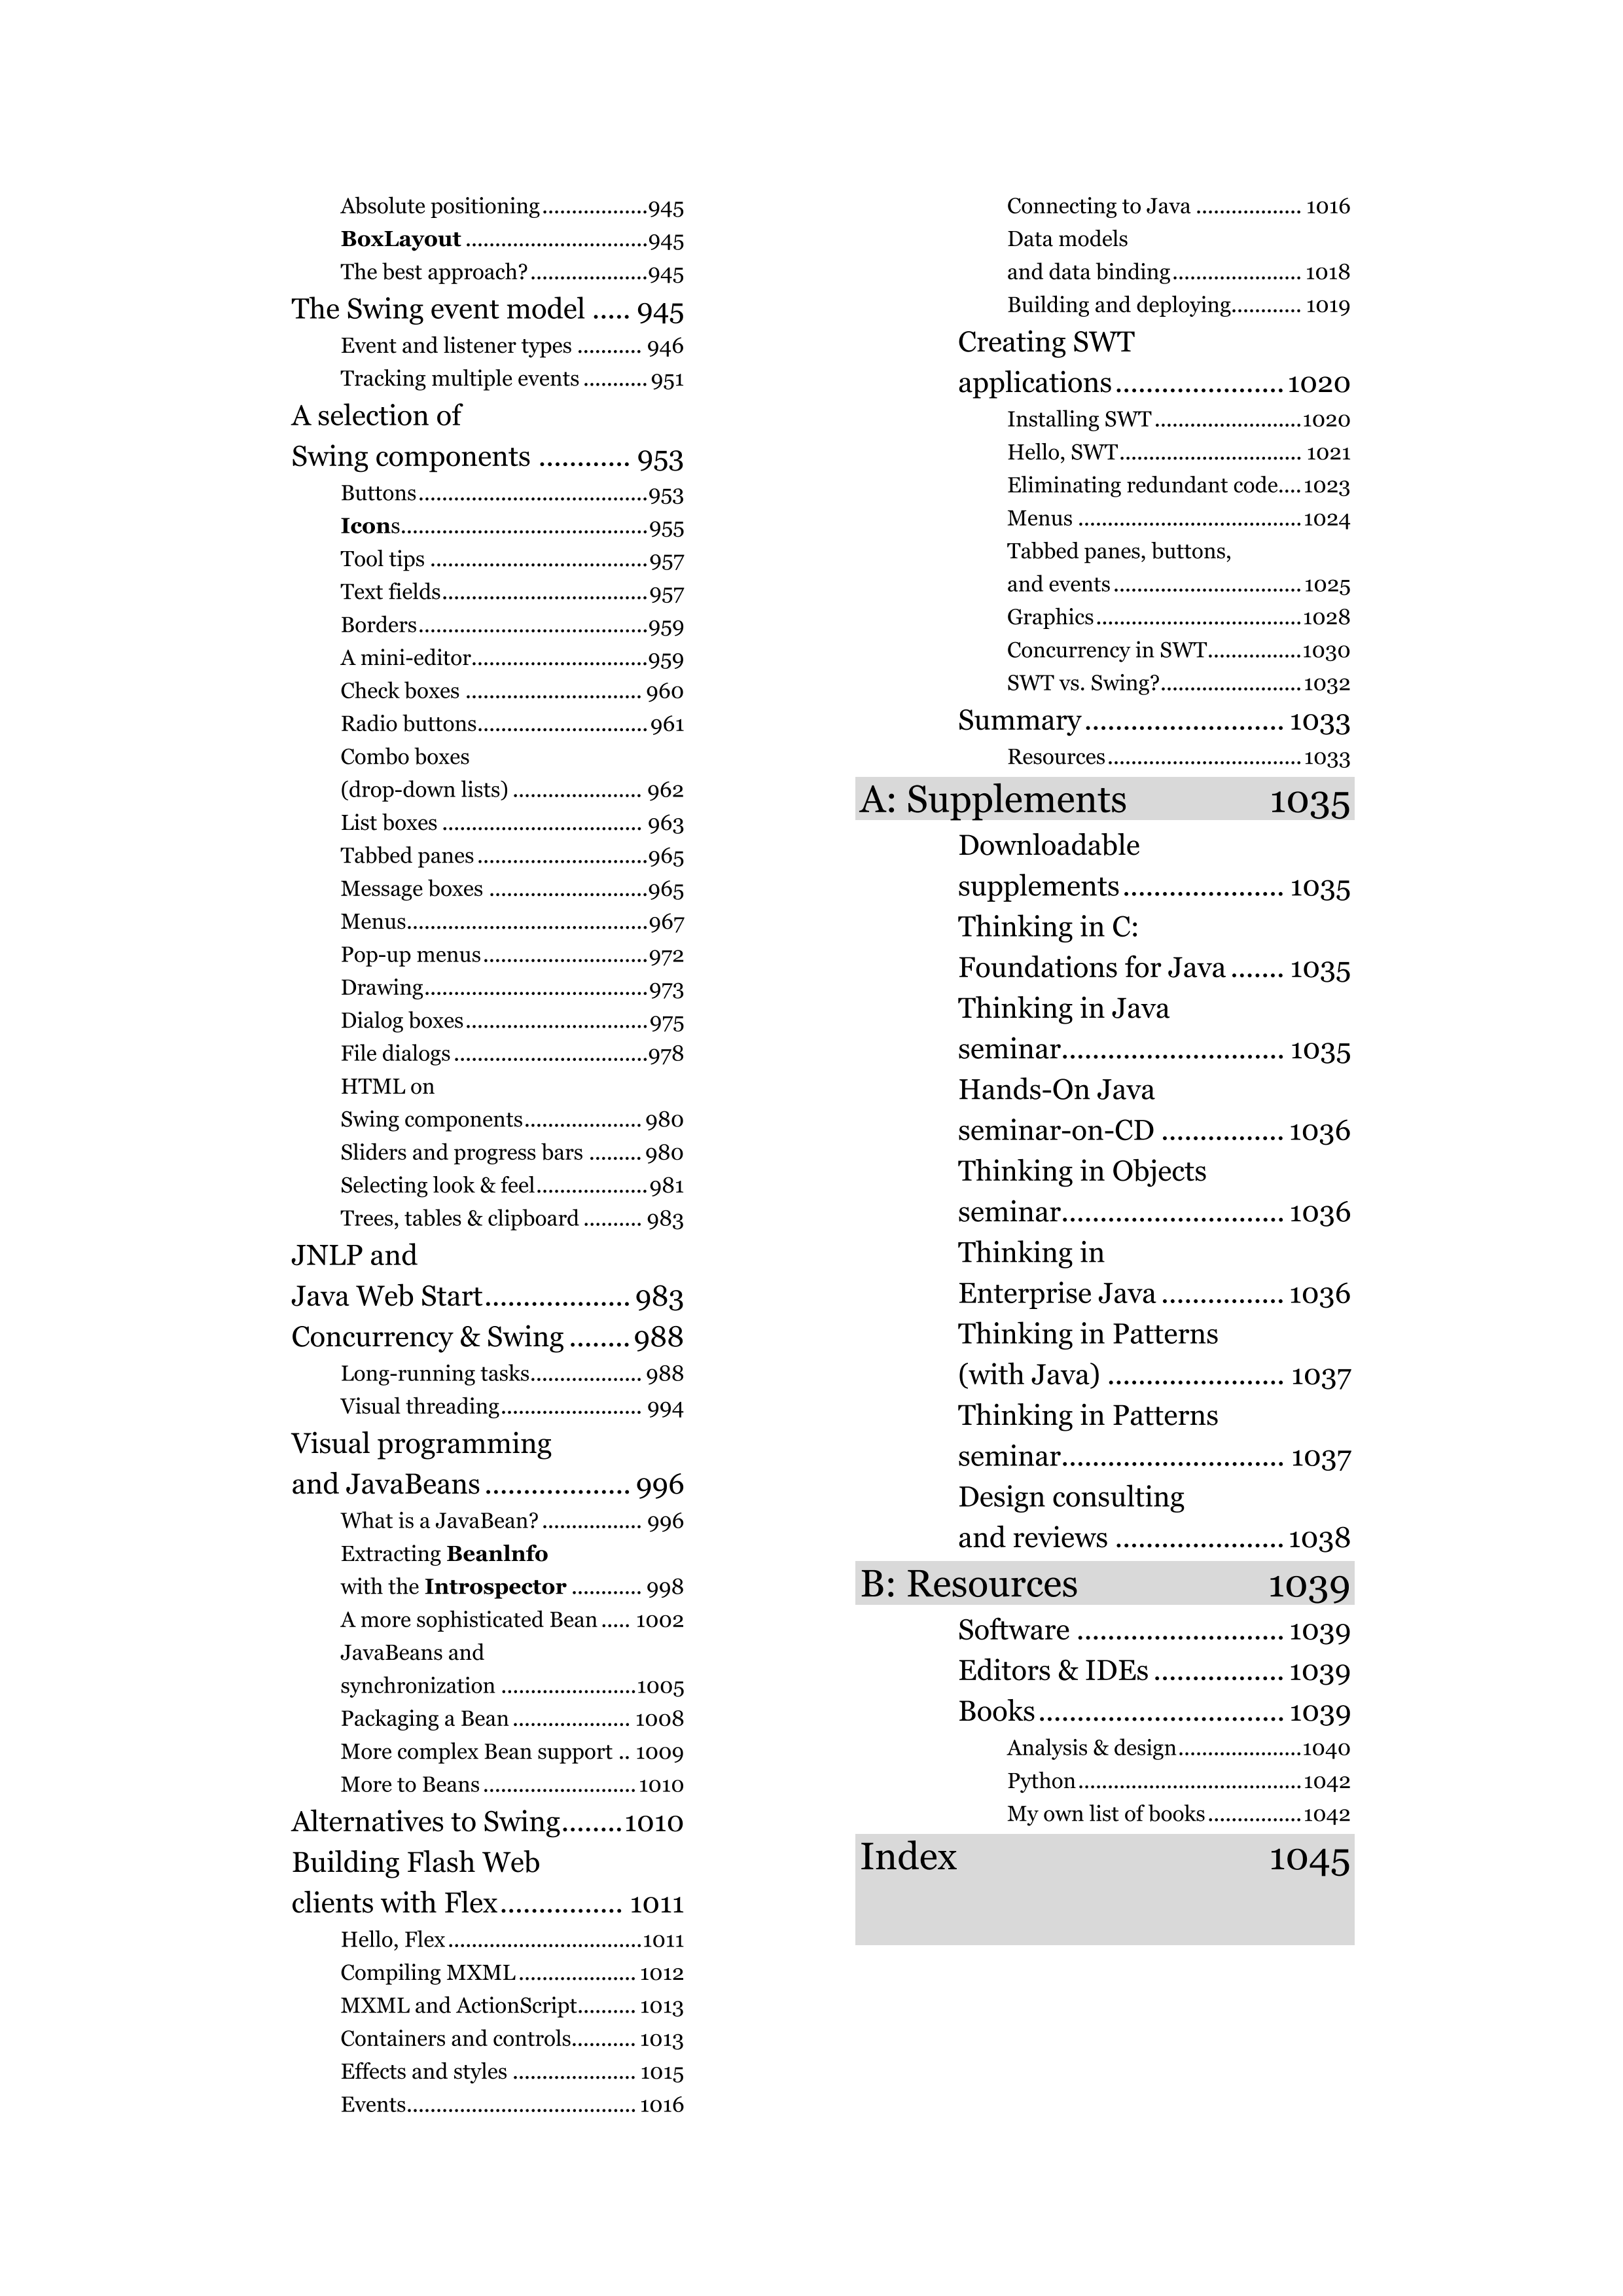 Absolute positioning..................945
BoxLayout ...............................945
The best approach?....................945
The Swing event model ..... 945
Event and listener types ........... 946
Tracking multiple events ........... 951
A selection of
Swing components ............ 953
Buttons.......................................953
Icons..........................................955
Tool tips .....................................957
Text fields...................................957
Borders.......................................959
A mini-editor..............................959
Check boxes .............................. 960
Radio buttons.............................961
Combo boxes
(drop-down lists) ...................... 962
List boxes .................................. 963
Tabbed panes .............................965
Message boxes ...........................965
Menus.........................................967
Pop-up menus............................972
Drawing......................................973
Dialog boxes...............................975
File dialogs .................................978
HTML on
Swing components.................... 980
Sliders and progress bars ......... 980
Selecting look & feel...................981
Trees, tables & clipboard .......... 983
JNLP and
Java Web Start................... 983
Concurrency & Swing ........988
Long-running tasks................... 988
Visual threading........................ 994
Visual programming
and JavaBeans ................... 996
What is a JavaBean? ................. 996
Extracting Beanlnfo
with the Introspector ............ 998
A more sophisticated Bean ..... 1002
JavaBeans and
synchronization .......................1005
Packaging a Bean .................... 1008
More complex Bean support .. 1009
More to Beans .......................... 1010
Alternatives to Swing........1010
Building Flash Web
clients with Flex................ 1011
Hello, Flex .................................1011
Compiling MXML .................... 1012
MXML and ActionScript.......... 1013
Containers and controls........... 1013
Effects and styles ..................... 1015
Events....................................... 1016
Connecting to Java .................. 1016
Data models
and data binding...................... 1018
Building and deploying............ 1019
Creating SWT
applications......................1020
Installing SWT .........................1020
Hello, SWT............................... 1021
Eliminating redundant code....1023
Menus ......................................1024
Tabbed panes, buttons,
and events ................................1025
Graphics...................................1028
Concurrency in SWT................1030
SWT vs. Swing?........................1032
Summary.......................... 1033
Resources.................................1033
A: Supplements 1035
Downloadable
supplements..................... 1035
Thinking in C:
Foundations for Java ....... 1035
Thinking in Java
seminar............................. 1035
Hands-On Java
seminar-on-CD ................ 1036
Thinking in Objects
seminar............................. 1036
Thinking in
Enterprise Java ................ 1036
Thinking in Patterns
(with Java) ....................... 1037
Thinking in Patterns
seminar............................. 1037
Design consulting
and reviews ......................1038
B: Resources 1039
Software ........................... 1039
Editors & IDEs ................. 1039
Books................................ 1039
Analysis & design.....................1040
Python......................................1042
My own list of books................1042
Index 1045